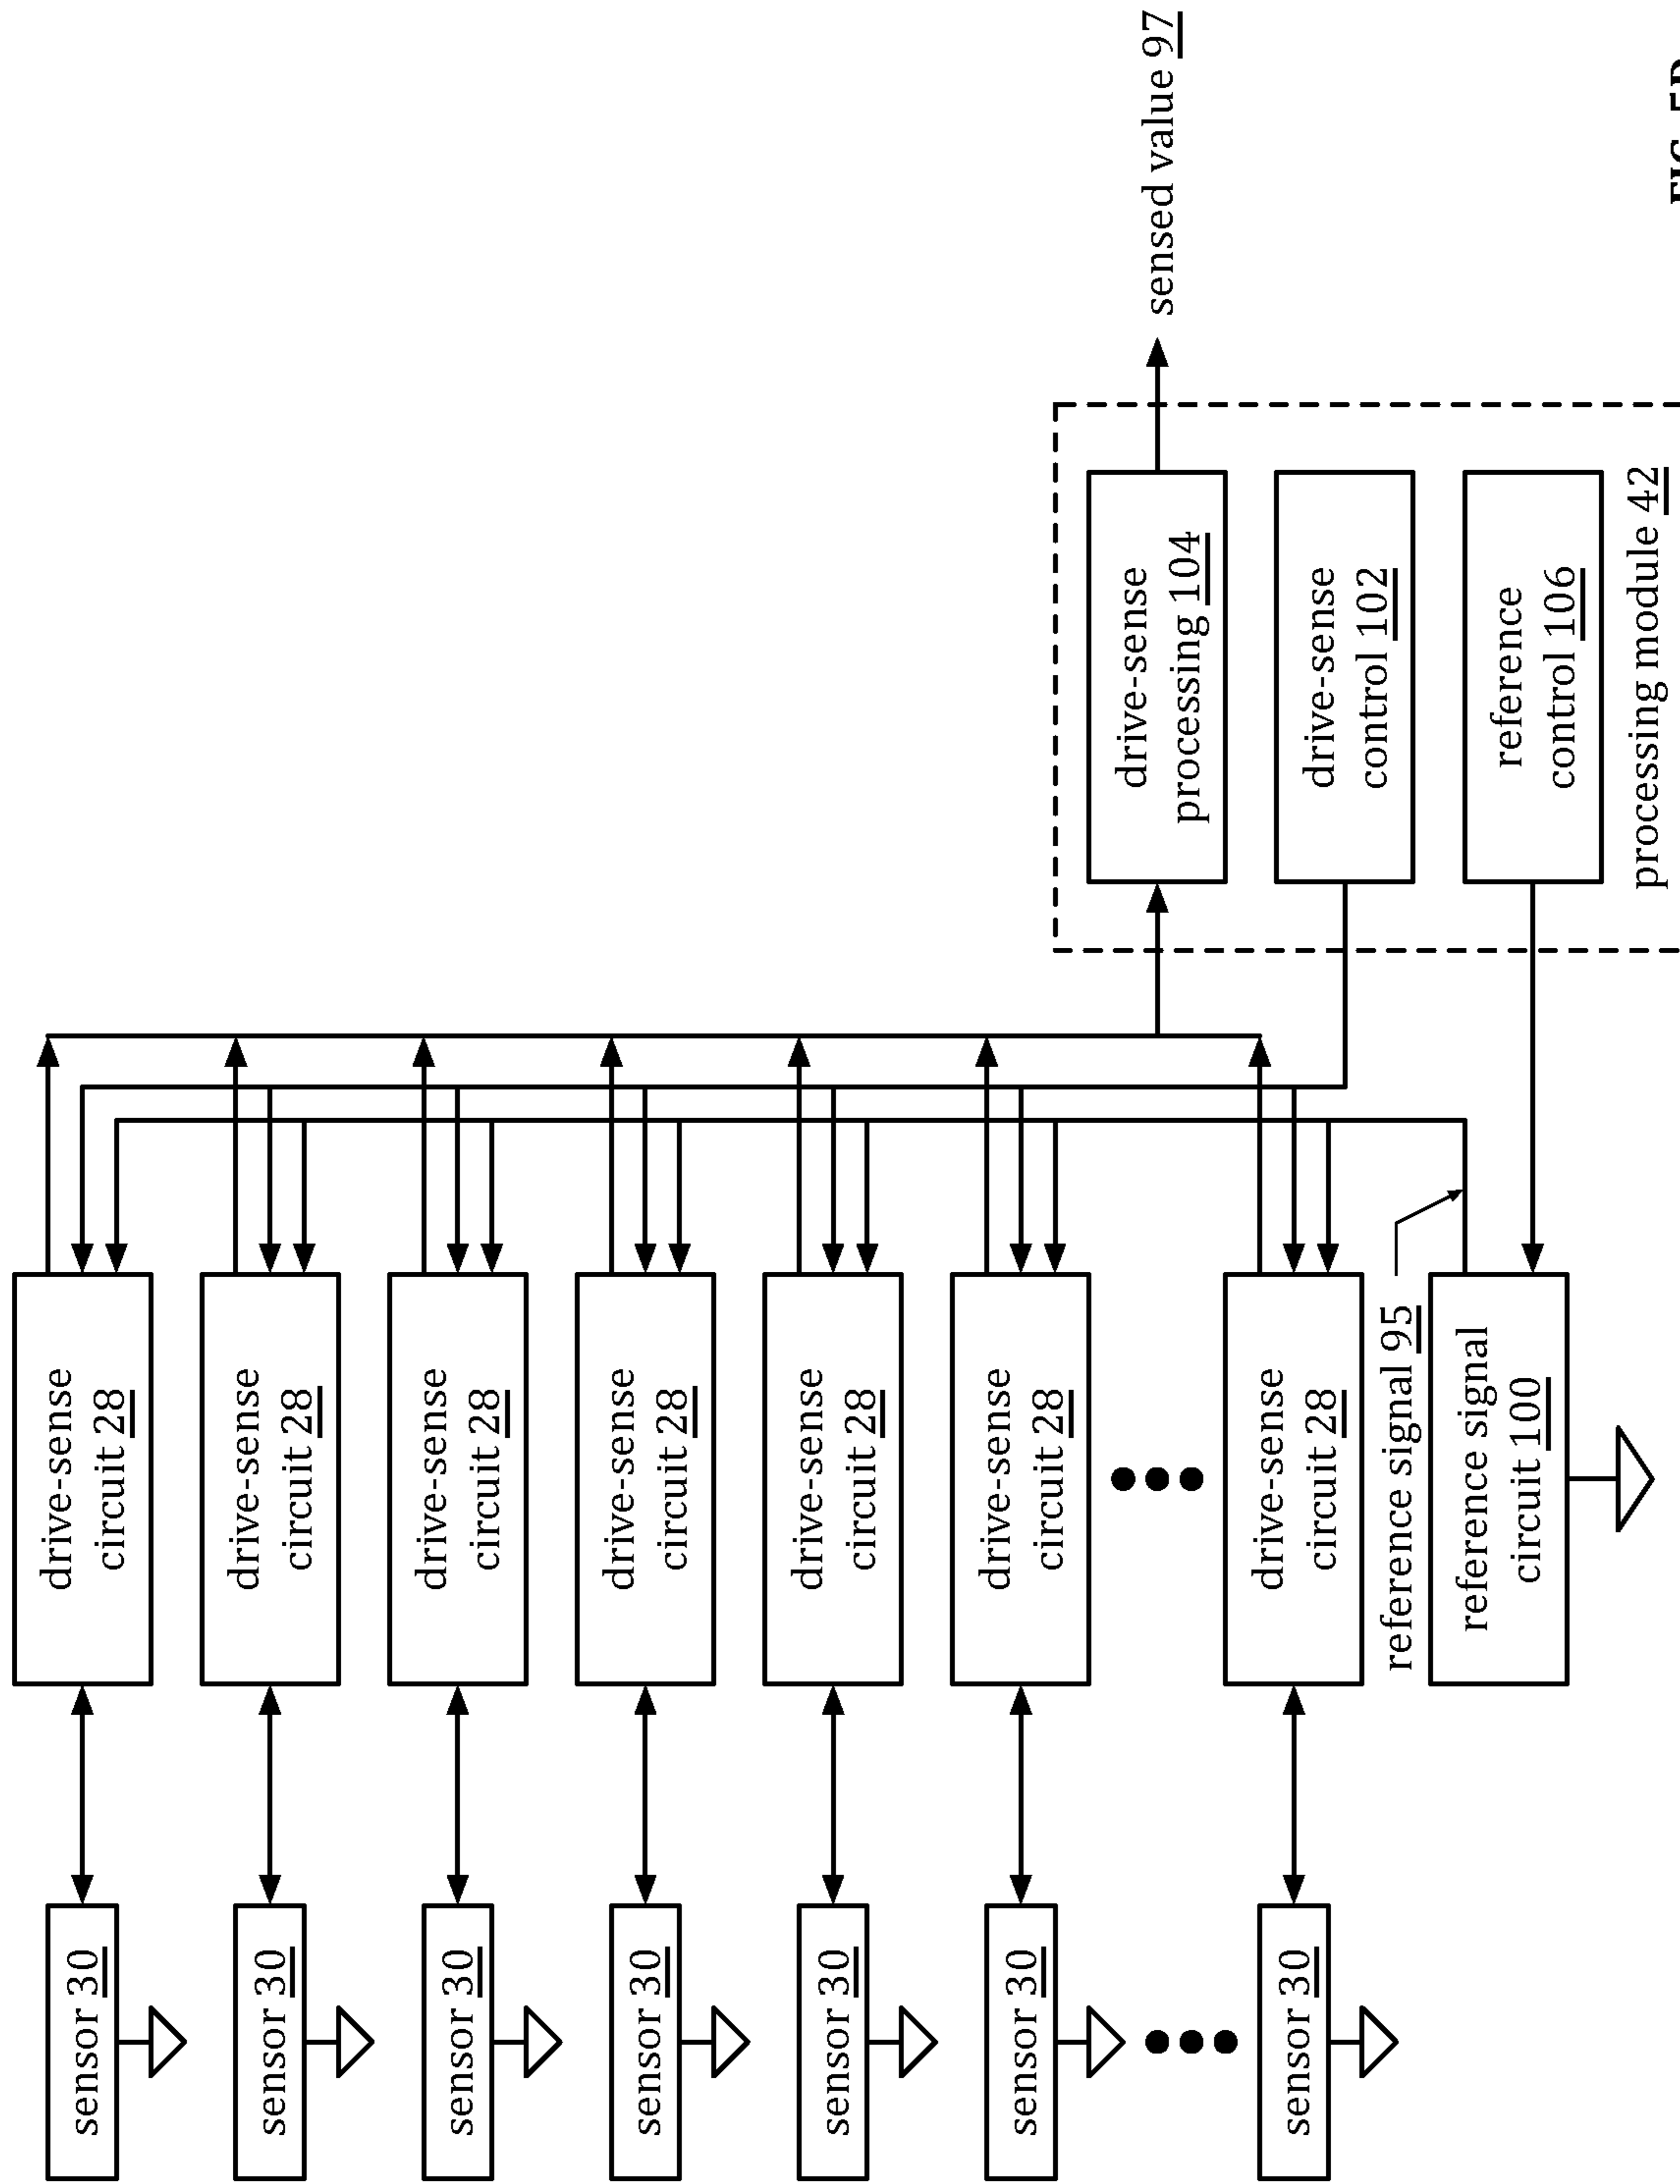 sensor 30
drive-sense
circuit 28
sensor 30
drive-sense
circuit 28
sensor 30
drive-sense
circuit 28
sensor 30
drive-sense
circuit 28
sensor 30
drive-sense
circuit 28
sensor 30
drive-sense
circuit 28
drive-sense
processing 104
sensed value 97
sensor 30
drive-sense
circuit 28
drive-sense
control 102
reference signal 95
reference signal
circuit 100
reference
control 106
processing module 42